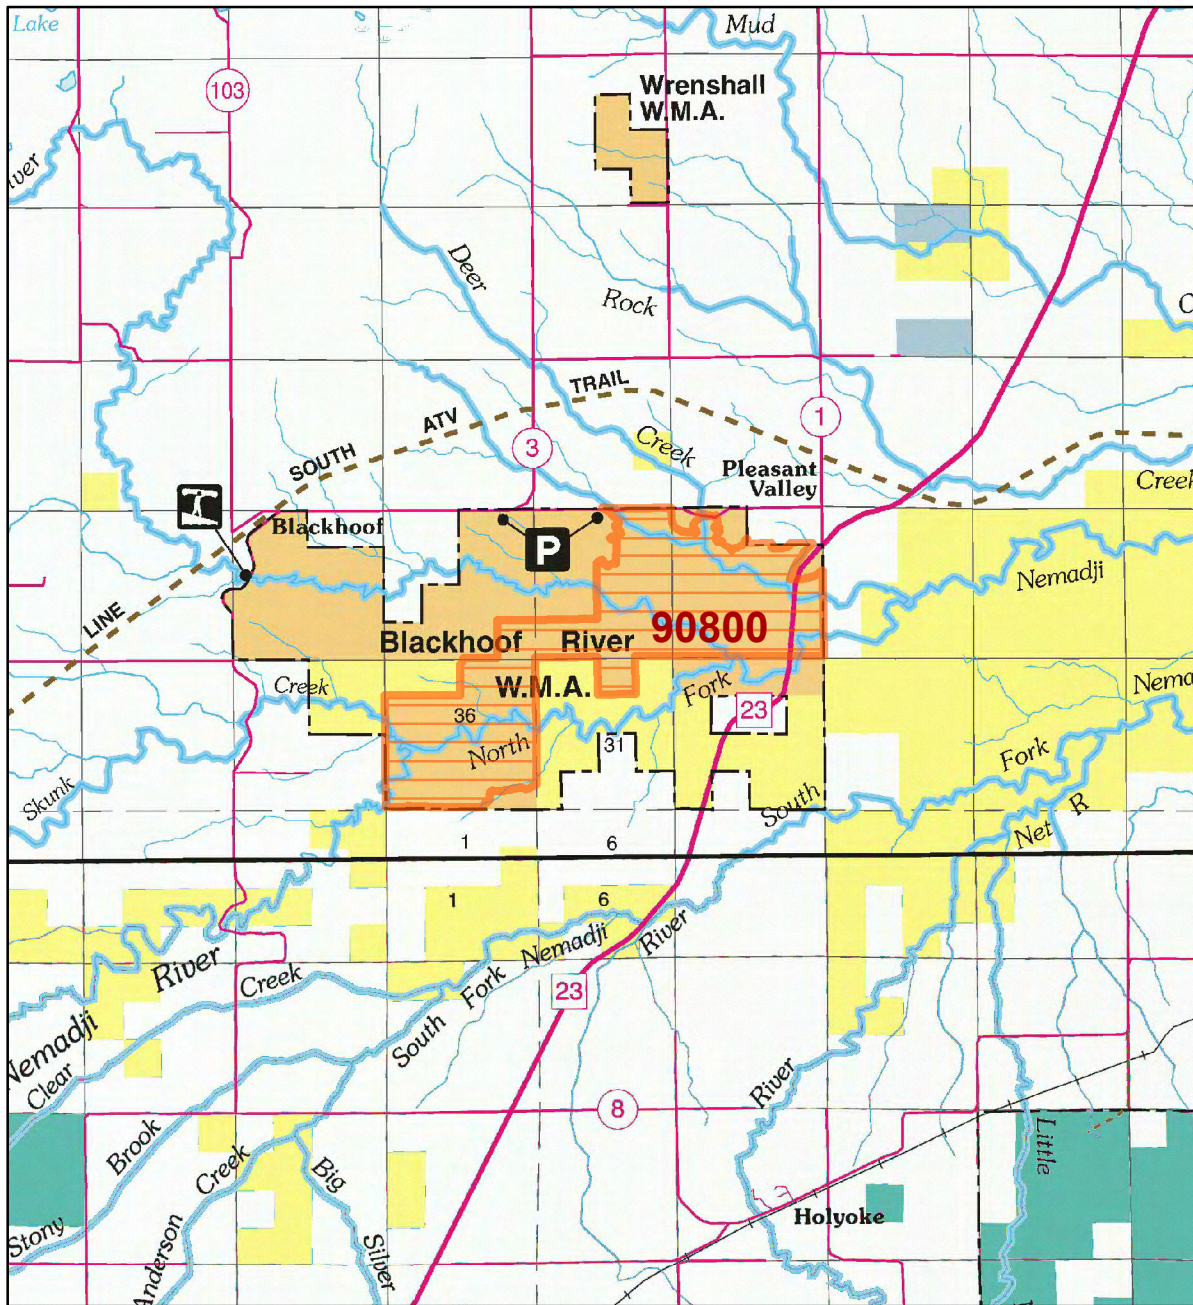 Lake
Mud
103
Wrenshall
W.M.A.
iver
Deer
Rock
C
TRAIL
ATV
SOUTH
LINE
1
3
Creek
Pleasant
Valley
Creek
Blackhoof
P
Nemadji
Blackhoof River
90800
W.M.A.
Creek
Fork
Nema
36
23
31
North
Fork
Skunk
South
Net R
1
6
1
6
River
Nemadji
River
Creek
Fork
South
23
Nemadji
Clear
River
8
Little
Brook
Creek
Big
Stony
Anderson
Silver
Holyoke